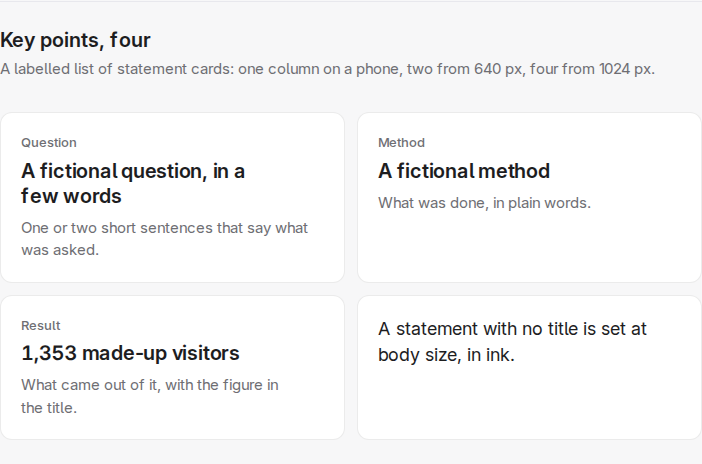 Key points, four
A labelled list of statement cards: one column on a phone, two from 640 px, four from 1024 px.
Question
A fictional question, in a
few words
One or two short sentences that say what
was asked.
Method
A fictional method
What was done, in plain words.
Result
1,353 made-up visitors
What came out of it, with the figure in
the title.
A statement with no title is set at
body size, in ink.